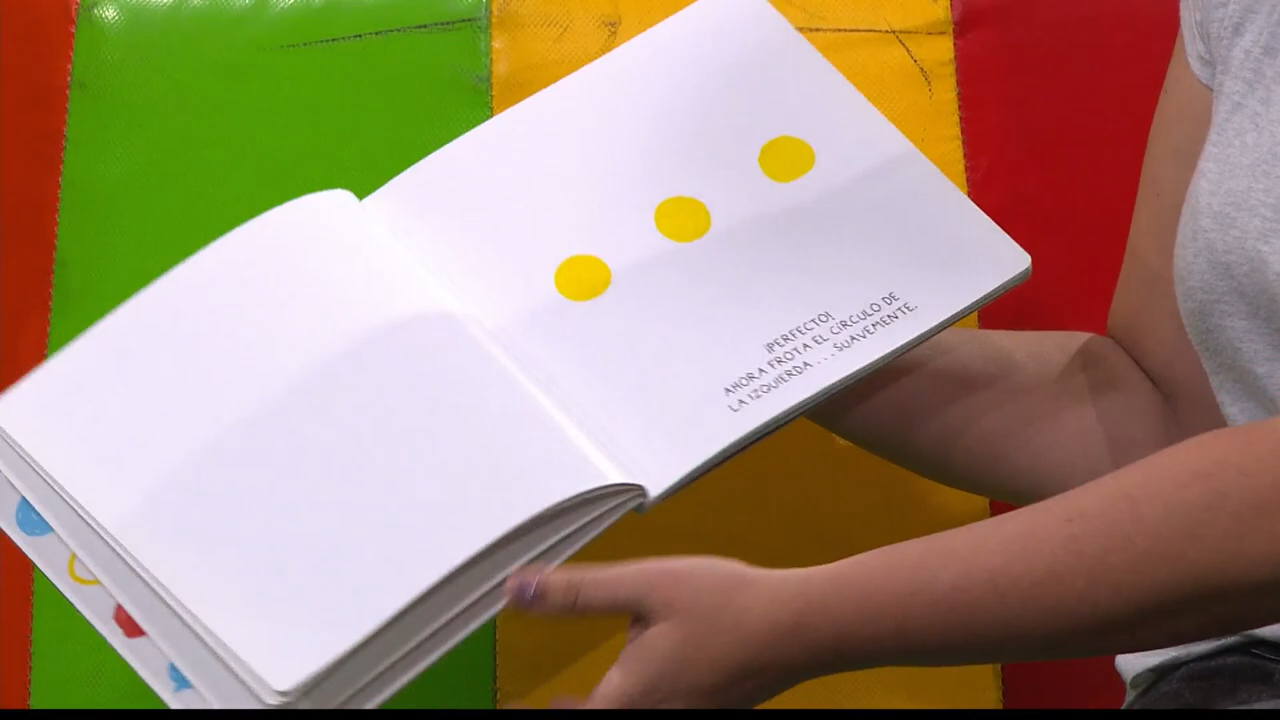 ¡PERFECTO!
AHORA FROTA EL CÍRCULO DE
LA IZQUIERDA . . . SUAVEMENTE.